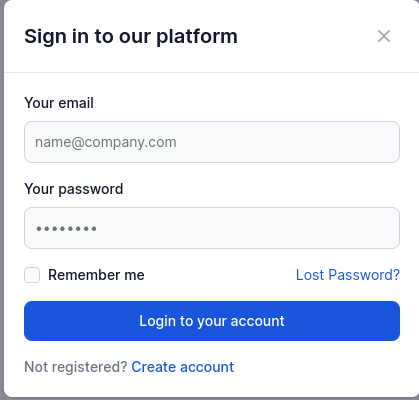 Sign in to our platform
Your email
name@company.com
Your password
••••••••
Remember me
Lost Password?
Login to your account
Not registered? Create account